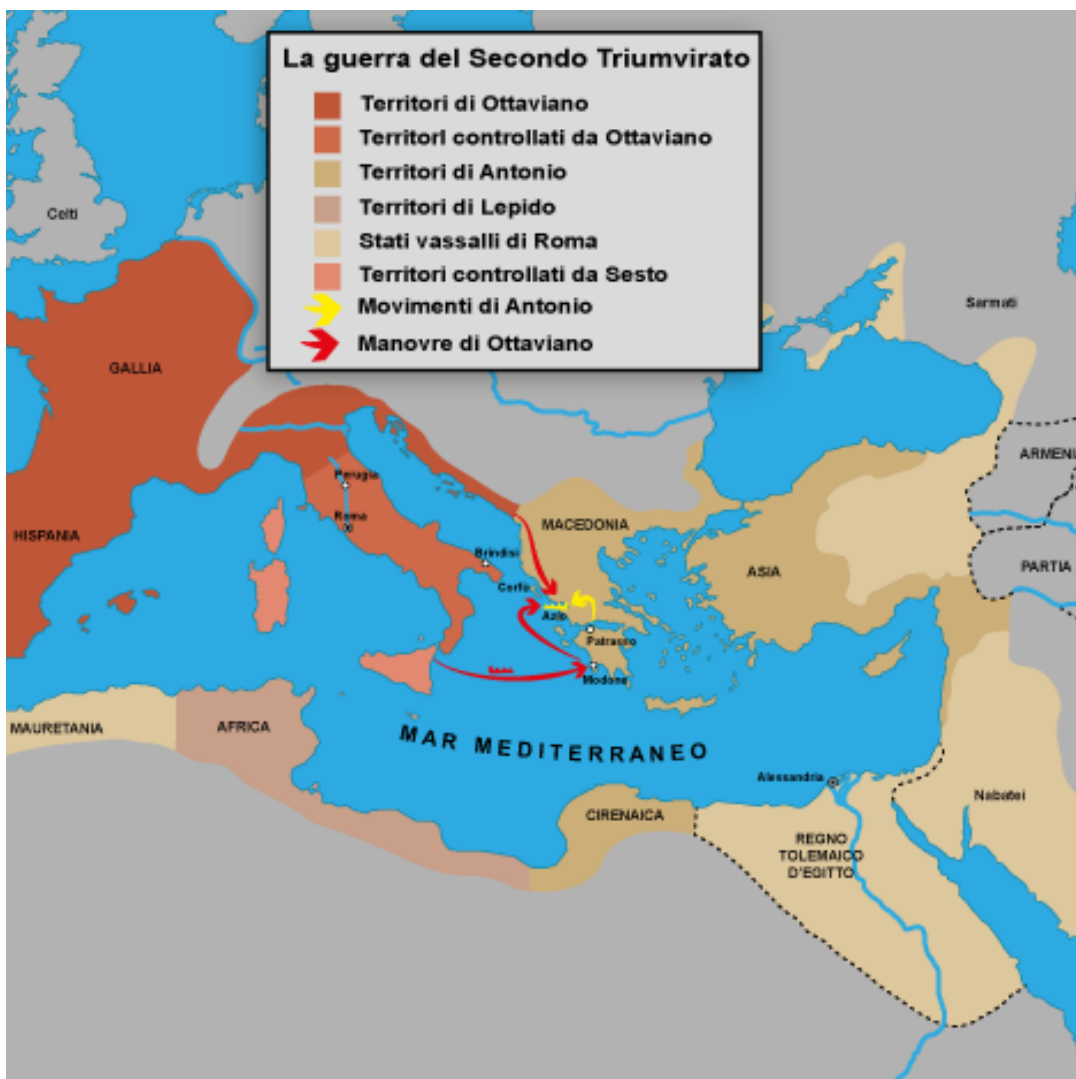 La guerra del Secondo Triumvirato
Territori di Ottaviano
Territori controllati da Ottaviano
Territori di Antonio
Territori di Lepido
Stati vassalli di Roma
Territori controllati da Sesto
Movimenti di Antonio
Manovre di Ottaviano
Celti
Sarmati
GALLIA
ARMENIA
Perugia
Roma
HISPANIA
MACEDONIA
Brindisi
PARTIA
ASIA
Corfù
Azio
Patrasso
Modone
MAURETANIA
AFRICA
MAR MEDITERRANEO
Alessandria
Nabatei
CIRENAICA
REGNO
TOLEMAICO
D'EGITTO